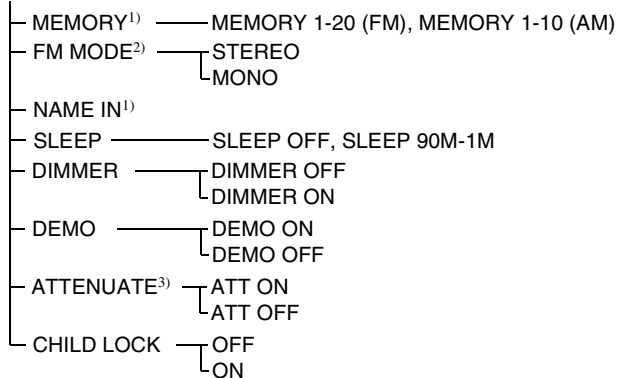 MEMORY1) MEMORY 1-20 (FM), MEMORY 1-10 (AM)
FM MODE2) STEREO
MONO
NAME IN1)
SLEEP SLEEP OFF, SLEEP 90M-1M
DIMMER DIMMER OFF
DIMMER ON
DEMO DEMO ON
DEMO OFF
ATTENUATE3) ATT ON
ATT OFF
CHILD LOCK OFF
ON